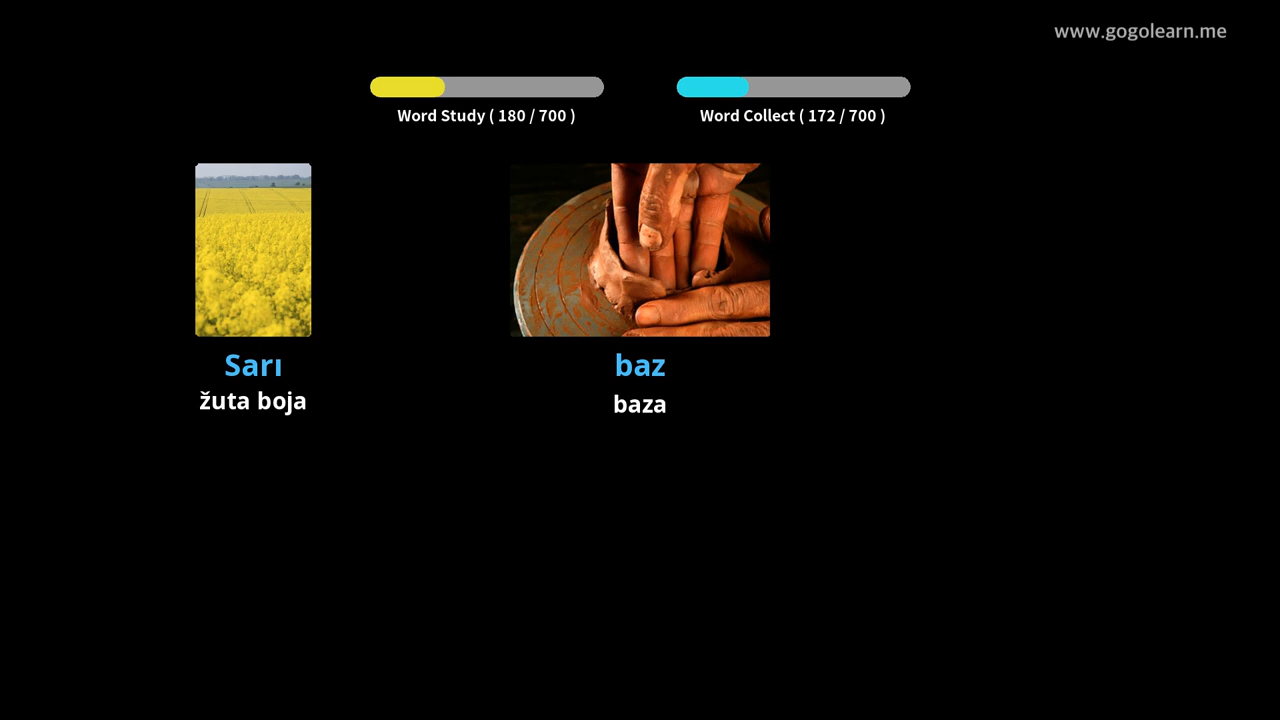 www.gogolearn.me
Word Study ( 180 / 700 )
Word Collect ( 172 / 700 )
Sarı
žuta boja
baz
baza